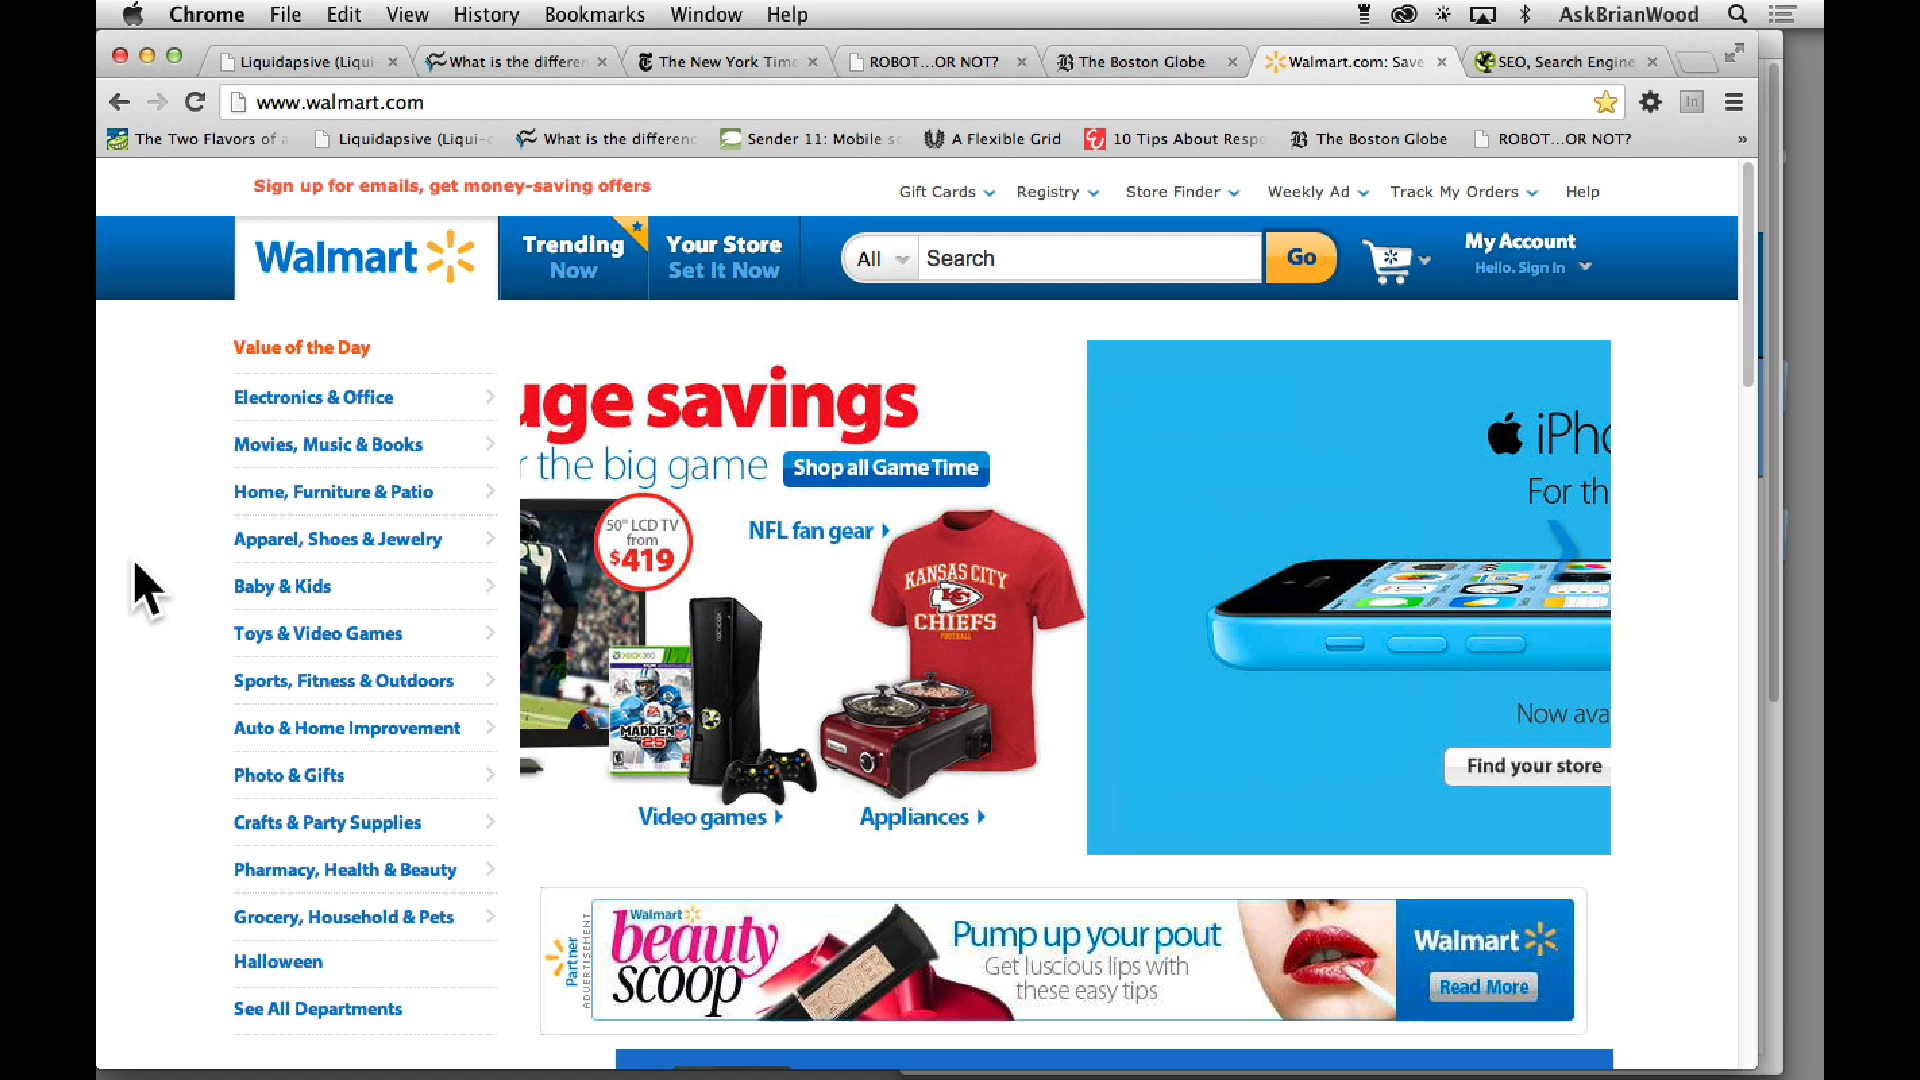 Chrome File Edit View History Bookmarks Window Help AskBrianWood
Liquidapsive (Liqui What is the differen The New York Time ROBOT...OR NOT? The Boston Globe Walmart.com: Save SEO, Search Engine
www.walmart.com
The Two Flavors of a Liquidapsive (Liqui- What is the differenc Sender 11: Mobile sc A Flexible Grid 10 Tips About Respo The Boston Globe ROBOT...OR NOT? »
Sign up for emails, get money-saving offers
Gift Cards Registry Store Finder Weekly Ad Track My Orders Help
Walmart
Trending
Now
Your Store
Set It Now
All Search Go
My Account
Hello. Sign In
Value of the Day
Electronics & Office
Movies, Music & Books
Home, Furniture & Patio
Apparel, Shoes & Jewelry
Baby & Kids
Toys & Video Games
Sports, Fitness & Outdoors
Auto & Home Improvement
Photo & Gifts
Crafts & Party Supplies
Pharmacy, Health & Beauty
Grocery, Household & Pets
Halloween
See All Departments
uge savings
r the big game
Shop all Game Time
50" LCD TV
from
$419
NFL fan gear
KANSAS CITY
KC
CHIEFS
FOOTBALL
XBOX 360
EA
MADDEN
25
Video games
Appliances
iPho
For th
Now ava
Find your store
Partner
ADVERTISEMENT
Walmart
beauty
scoop
Pump up your pout
Get luscious lips with
these easy tips
Walmart
Read More